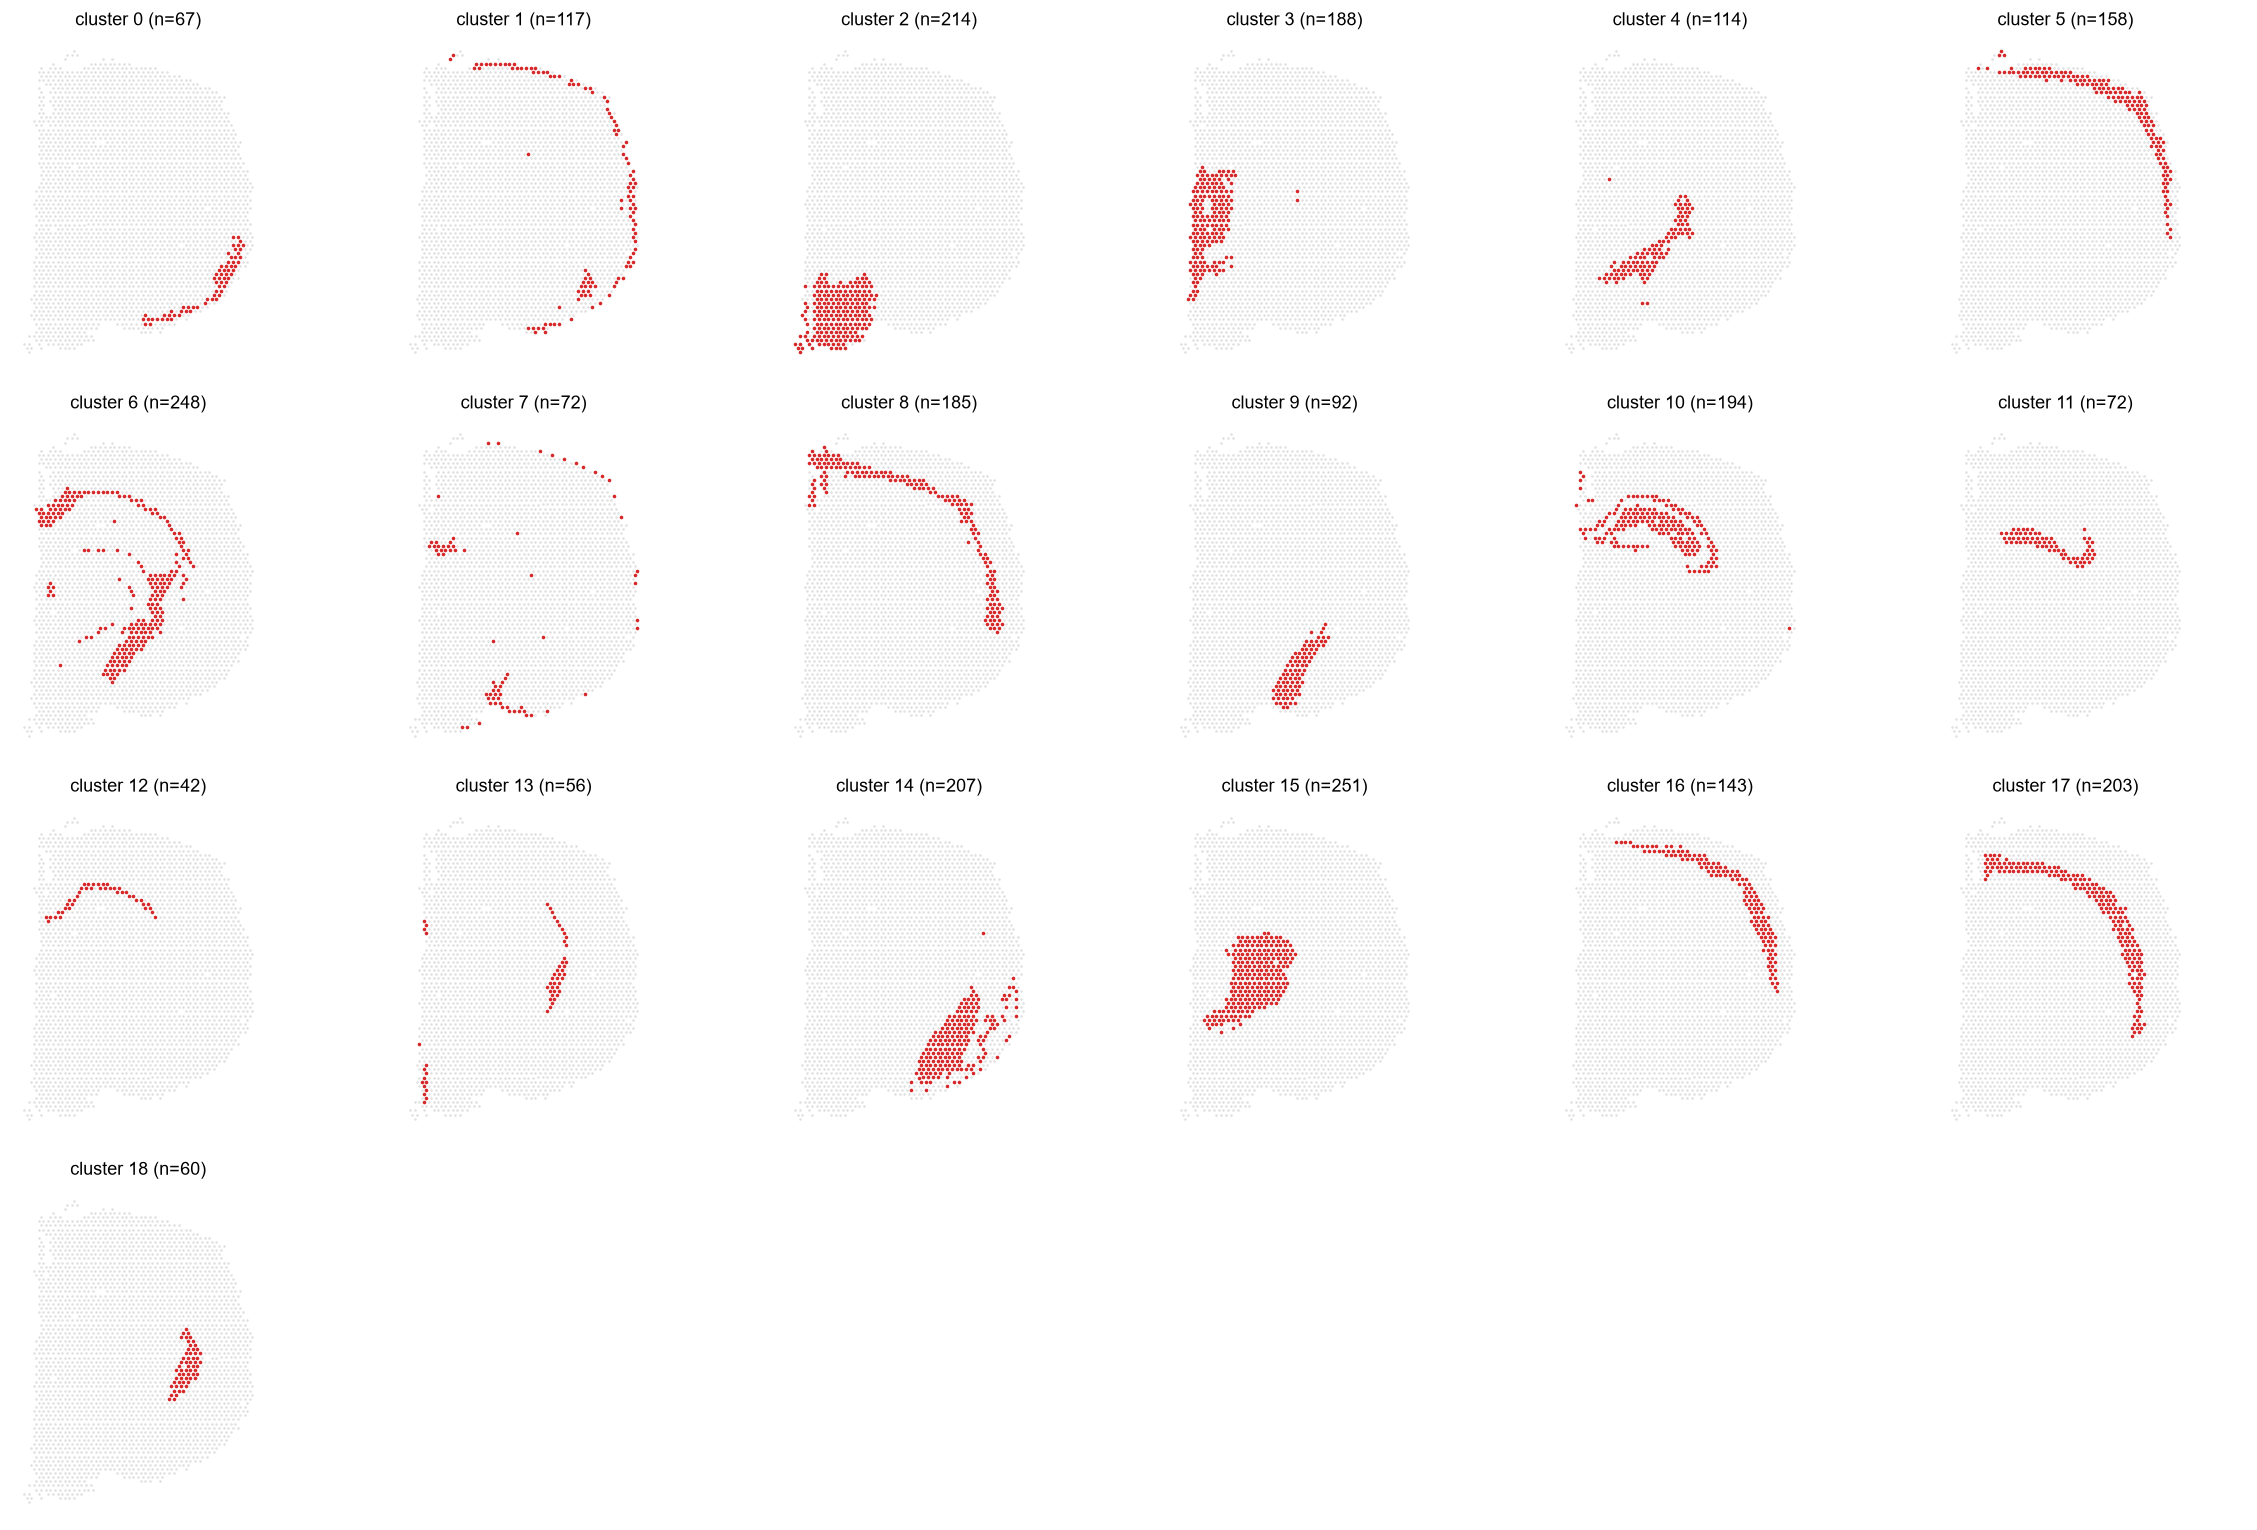 cluster 0 (n=67)
cluster 1 (n=117)
cluster 2 (n=214)
cluster 3 (n=188)
cluster 4 (n=114)
cluster 5 (n=158)
cluster 6 (n=248)
cluster 7 (n=72)
cluster 8 (n=185)
cluster 9 (n=92)
cluster 10 (n=194)
cluster 11 (n=72)
cluster 12 (n=42)
cluster 13 (n=56)
cluster 14 (n=207)
cluster 15 (n=251)
cluster 16 (n=143)
cluster 17 (n=203)
cluster 18 (n=60)